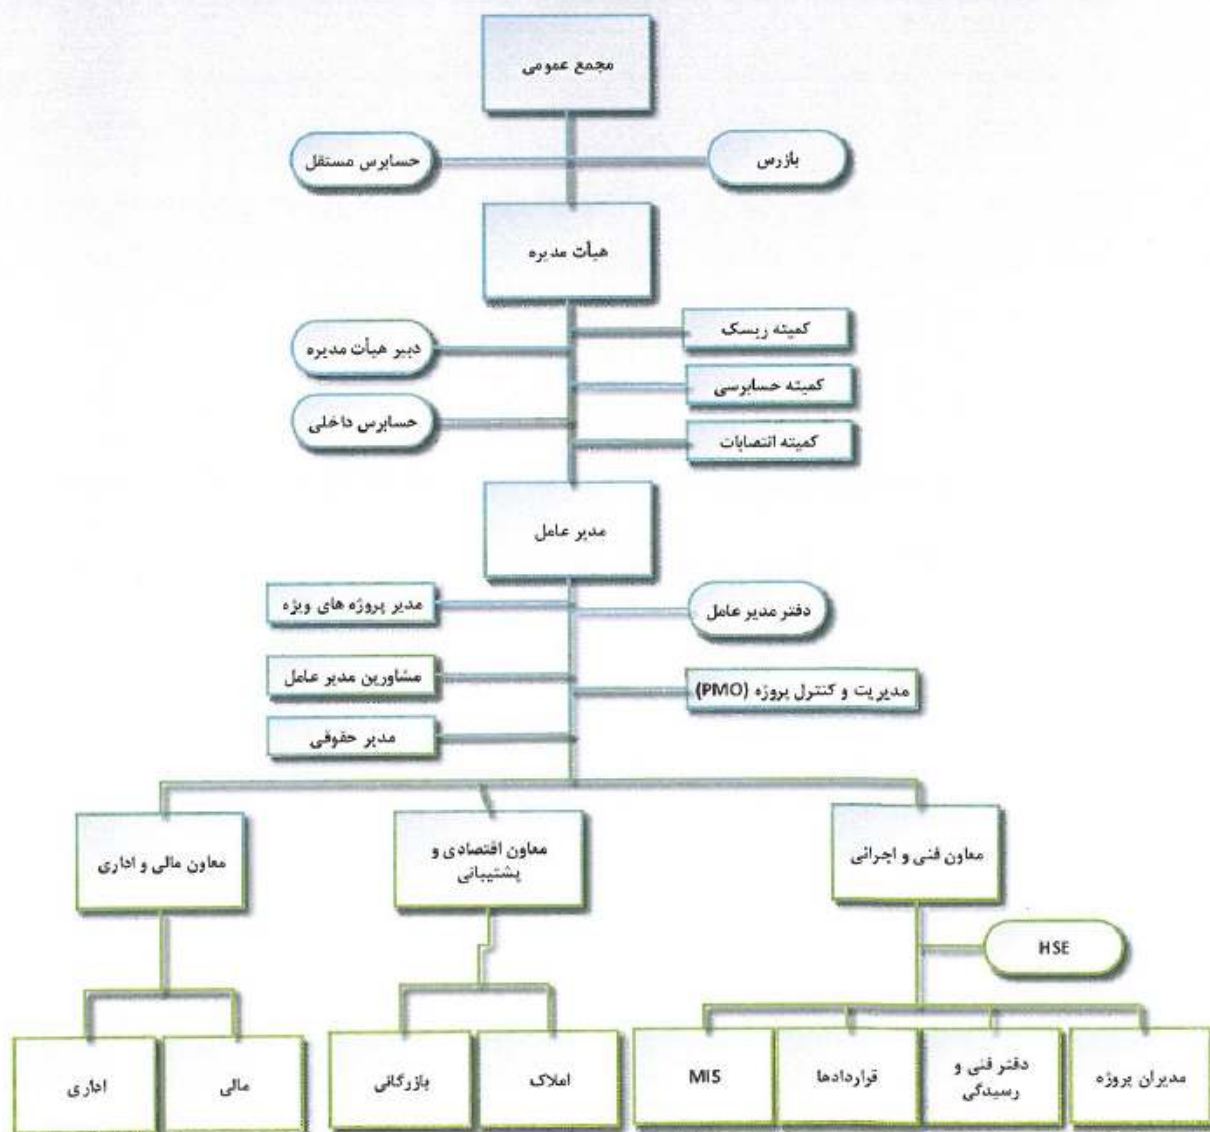 مجمع عمومی
بازرس
حسابرس مستقل
هیأت مدیره
کمیته ریسک
دبیر هیأت مدیره
کمیته حسابرسی
حسابرس داخلی
کمیته انتصابات
مدیر عامل
دفتر مدیر عامل
مدیر پروژه های ویژه
مدیریت و کنترل پروژه (PMO)
مشاورین مدیر عامل
مدیر حقوقی
معاون فنی و اجرائی
معاون اقتصادی و
پشتیبانی
معاون مالی و اداری
HSE
مدیران پروژه
دفتر فنی و
رسیدگی
قراردادها
MIS
املاک
بازرگانی
مالی
اداری